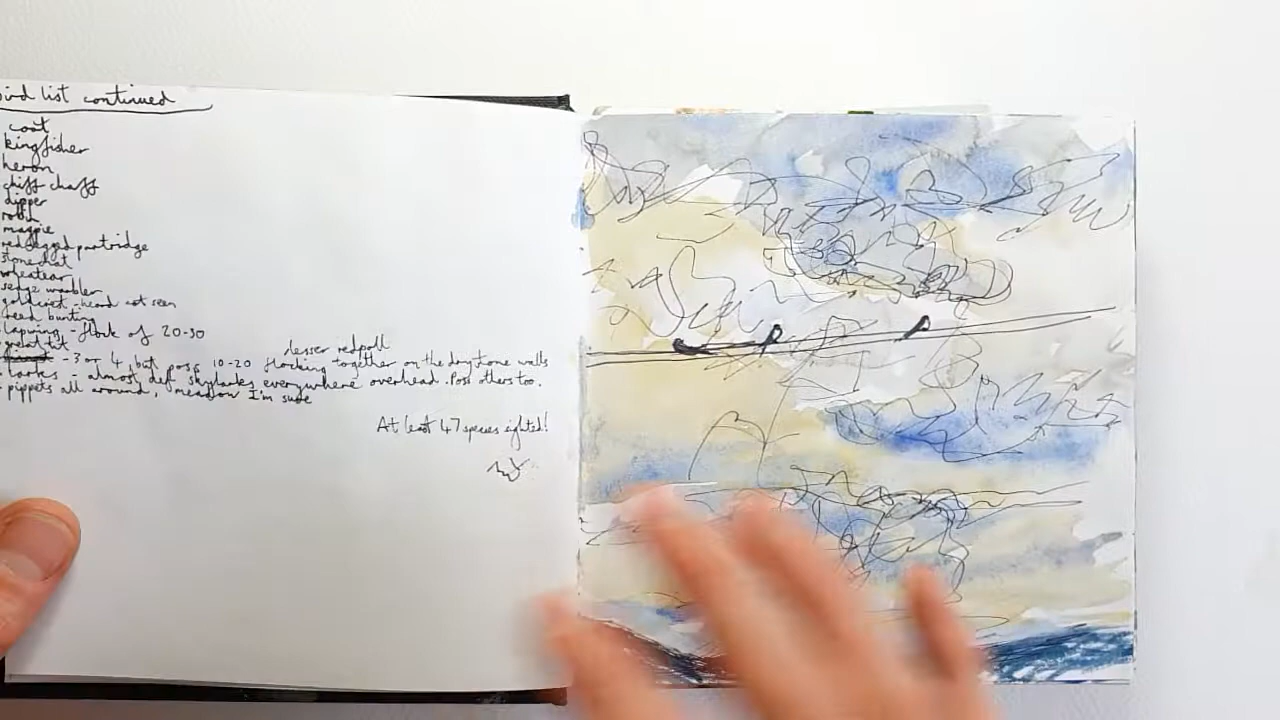 bird list continued
coot
kingfisher
heron
chiff chaff
dipper
robin
magpie
red legged partridge
stonechat
wheatear
sedge warbler
goldcrest - heard not seen
reed bunting
lapwing - flock of 20-30
great tit
lesser redpoll
- 3 or 4, but poss 10-20 flocking together on the drystone walls
larks - almost def. skylarks everywhere overhead. Poss others too.
pippets all around, meadow I'm sure
At least 47 species sighted!